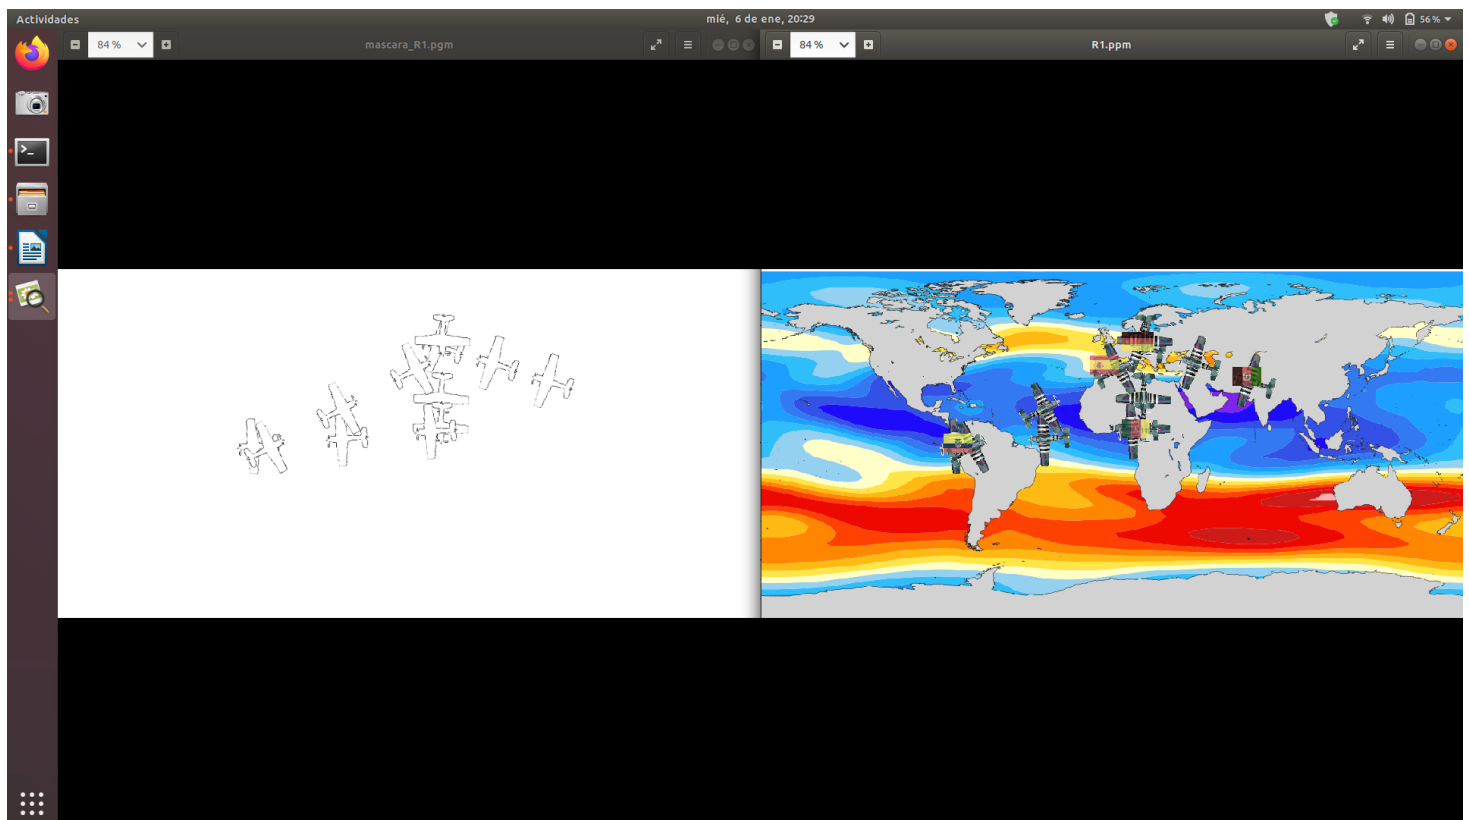 Actividades
mié, 6 de ene, 20:29
56 %
84 %
mascara_R1.pgm
84 %
R1.ppm